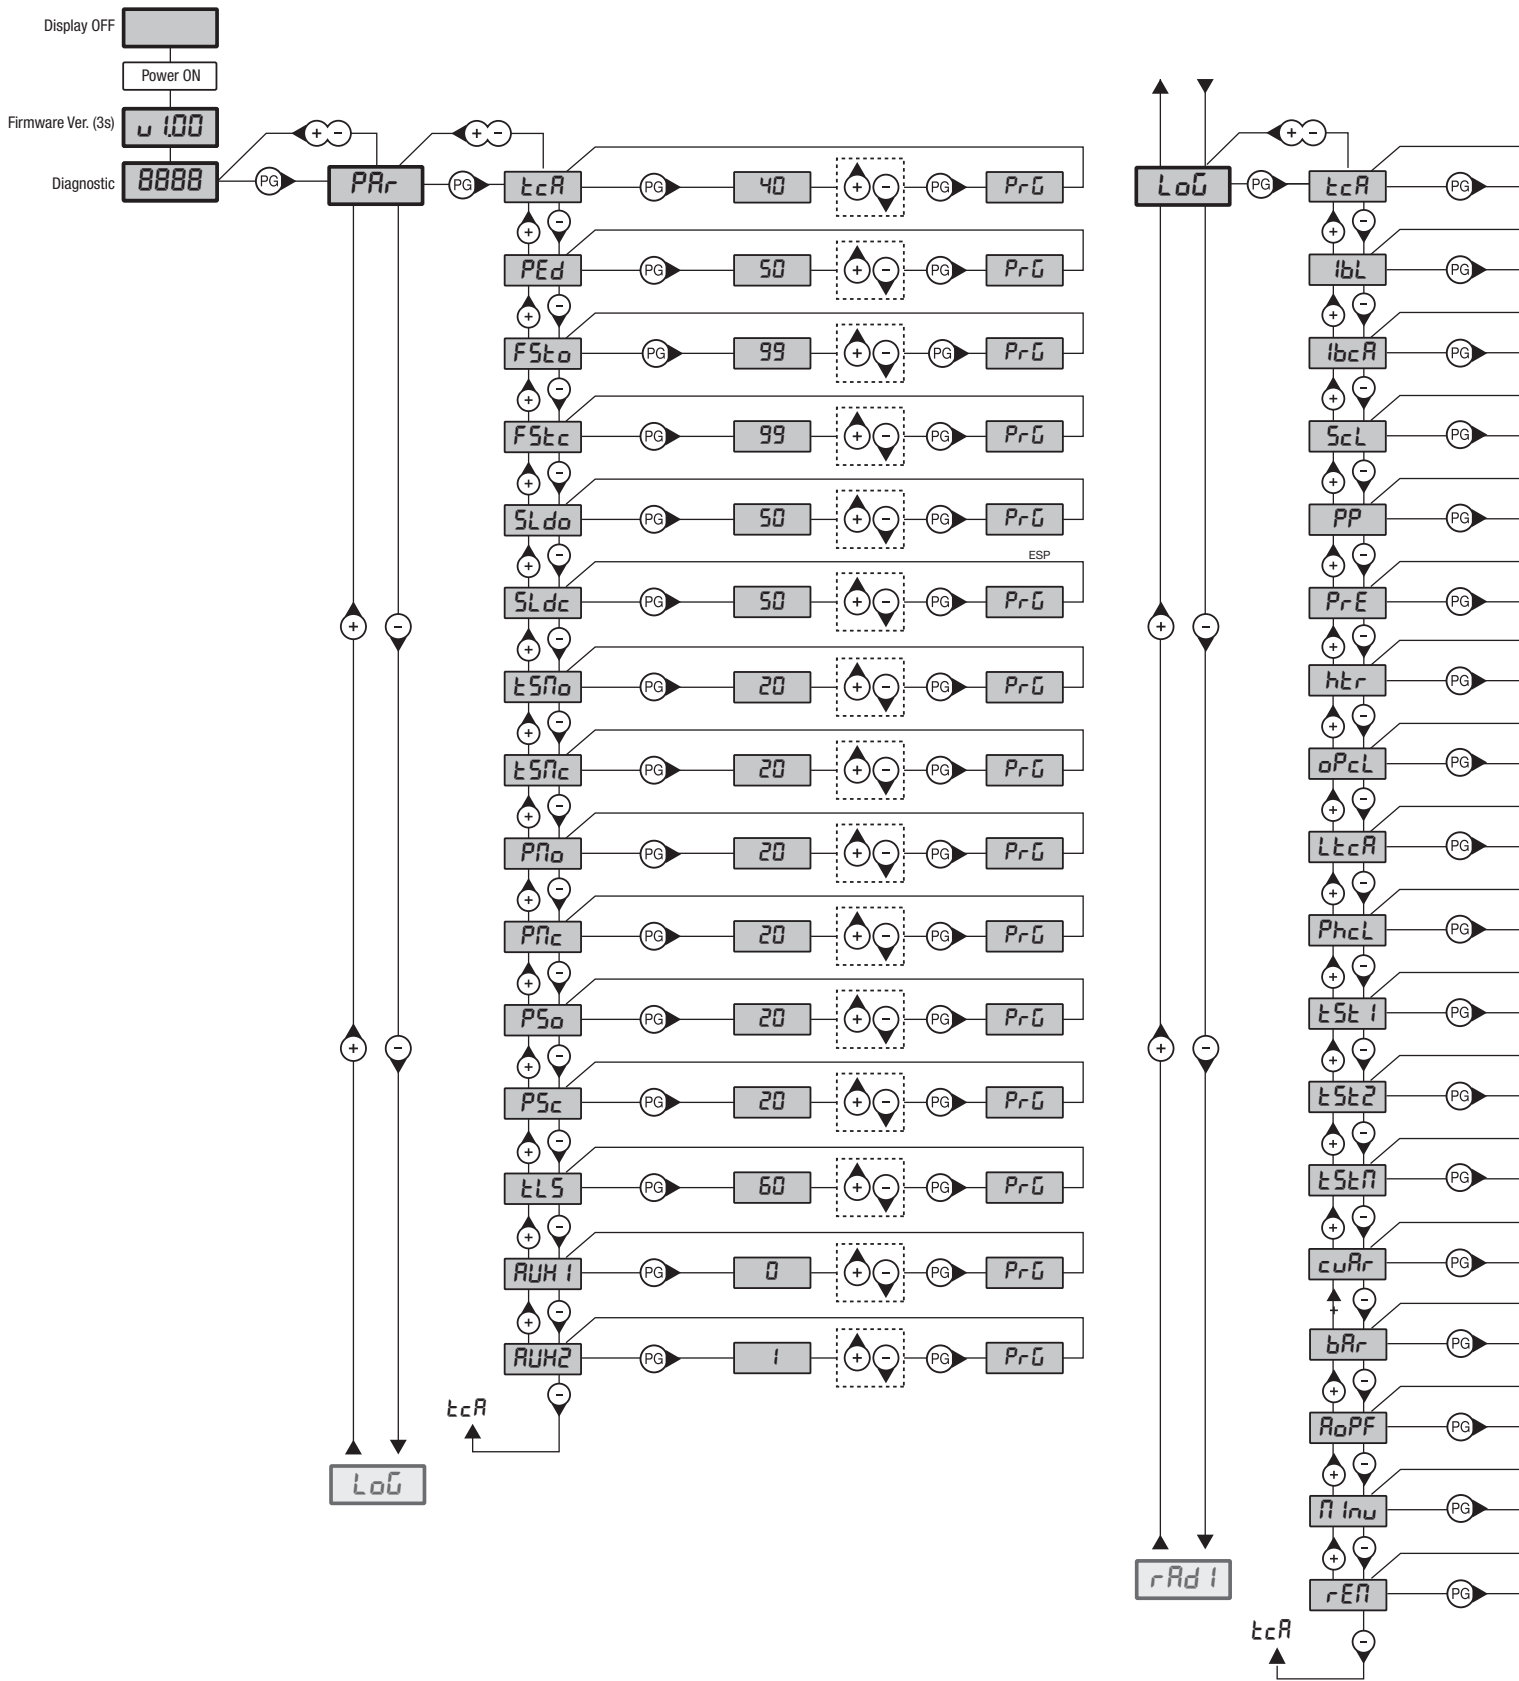 Display OFF
Power ON
Firmware Ver. (3s)
v 1.00
Diagnostic
8888
+ -
PG
PAr
+ -
PG
tcA PG 40 + - PG PrG
+ -
PEd PG 50 + - PG PrG
+ -
FSto PG 99 + - PG PrG
+ -
FStc PG 99 + - PG PrG
+ -
SLdo PG 50 + - PG PrG
+ -
ESP
SLdc PG 50 + - PG PrG
+ -
tSMo PG 20 + - PG PrG
+ -
tSMc PG 20 + - PG PrG
+ -
PMo PG 20 + - PG PrG
+ -
PMc PG 20 + - PG PrG
+ -
PSo PG 20 + - PG PrG
+ -
PSc PG 20 + - PG PrG
+ -
tLS PG 60 + - PG PrG
+ -
AUH1 PG 0 + - PG PrG
+ -
AUH2 PG 1 + - PG PrG
-
tcA
+ -
+ -
LoG
LoG
PG
+ -
tcA PG
+ -
IbL PG
+ -
IbcA PG
+ -
ScL PG
+ -
PP PG
+ -
PrE PG
+ -
htr PG
+ -
oPcL PG
+ -
LtcA PG
+ -
PhcL PG
+ -
tSt1 PG
+ -
tSt2 PG
+ -
tStM PG
+ -
cvAr PG
+ -
bAr PG
+ -
AoPF PG
+ -
MInv PG
+ -
rEM PG
-
tcA
+ -
+ -
rAd1